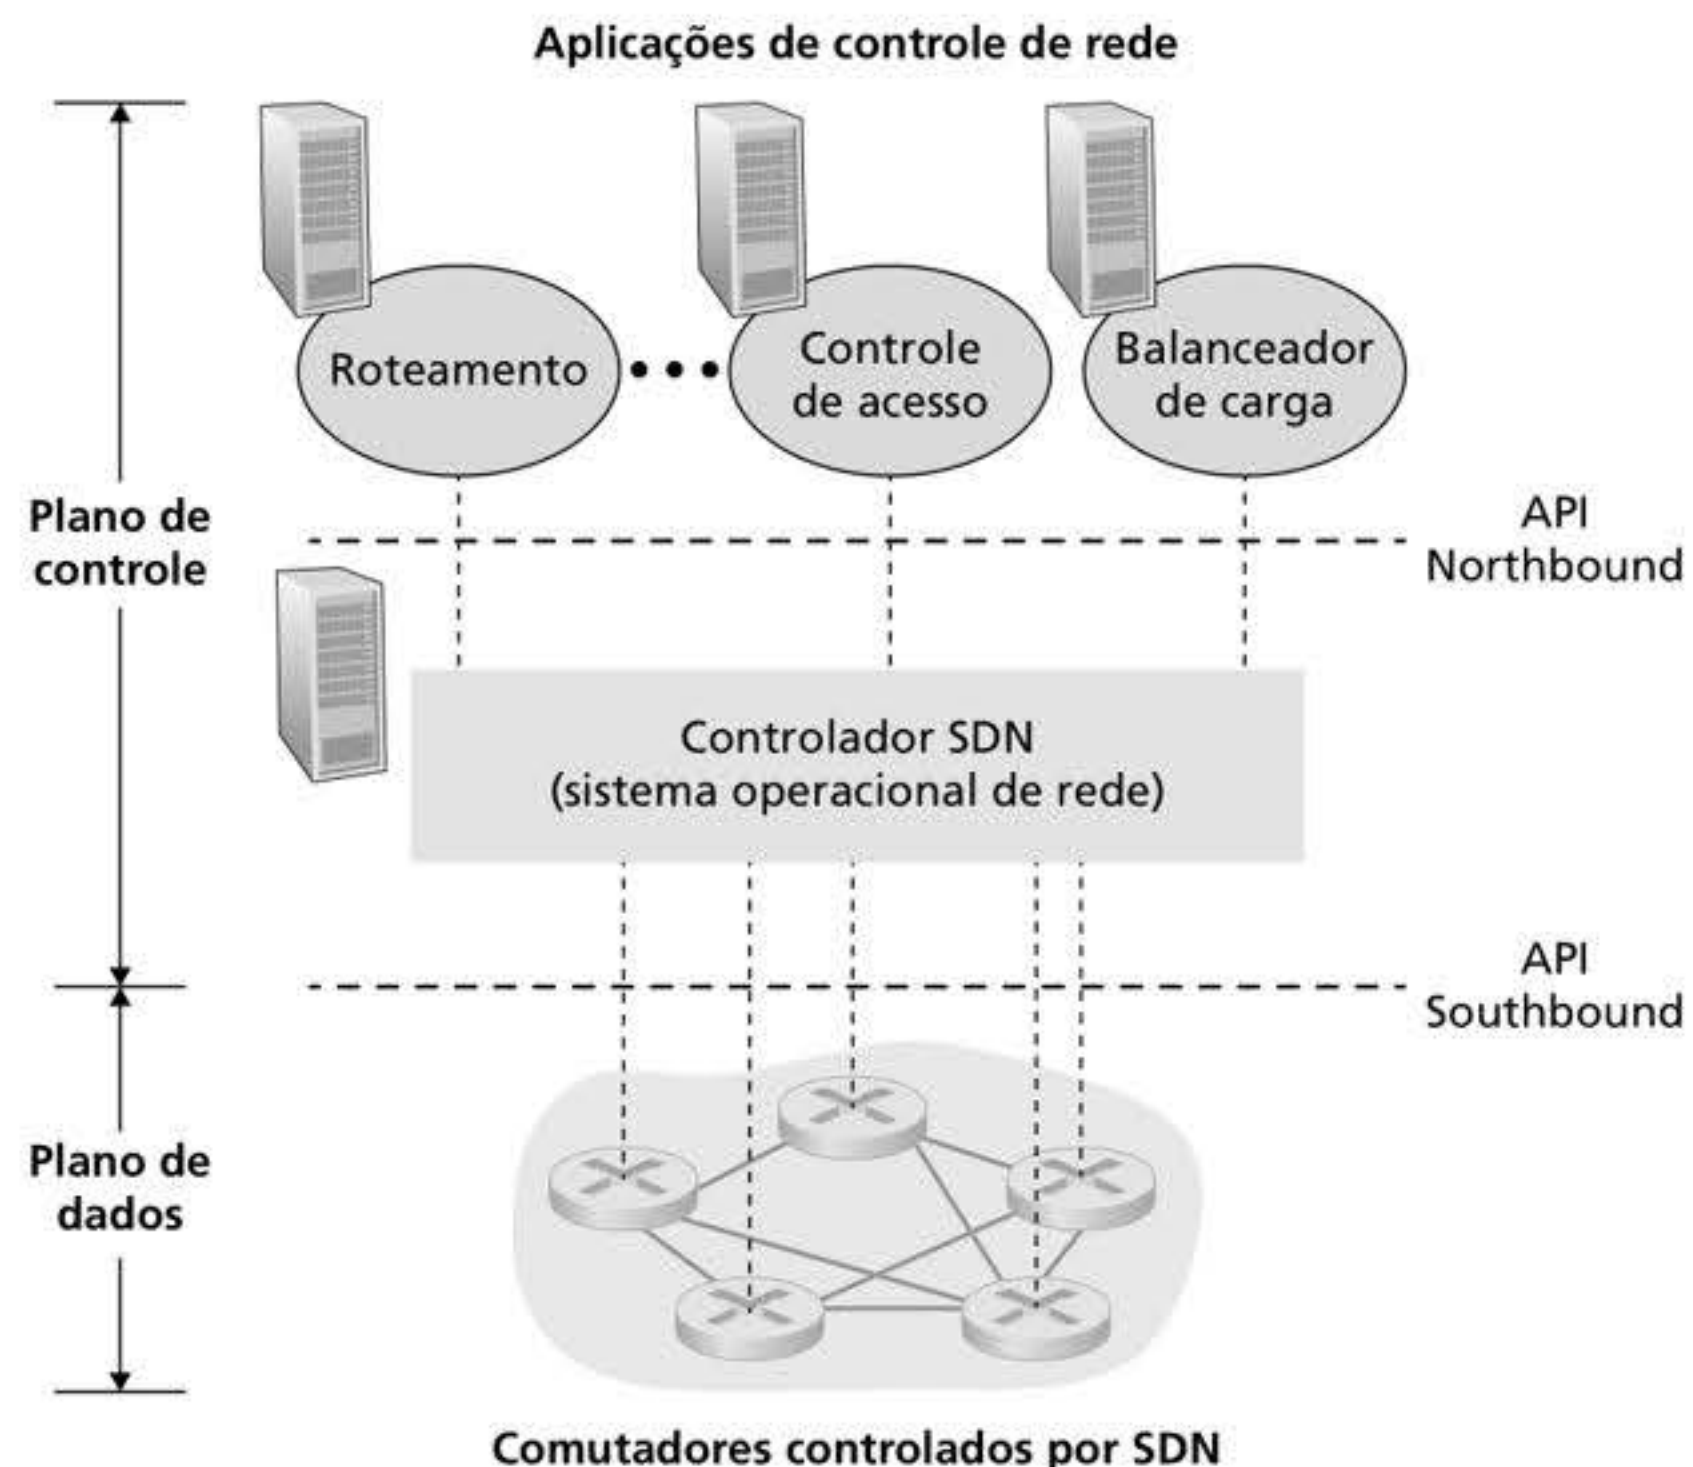 Aplicações de controle de rede
Roteamento
Controle
de acesso
Balanceador
de carga
Plano de
controle
API
Northbound
Controlador SDN
(sistema operacional de rede)
API
Southbound
Plano de
dados
Comutadores controlados por SDN